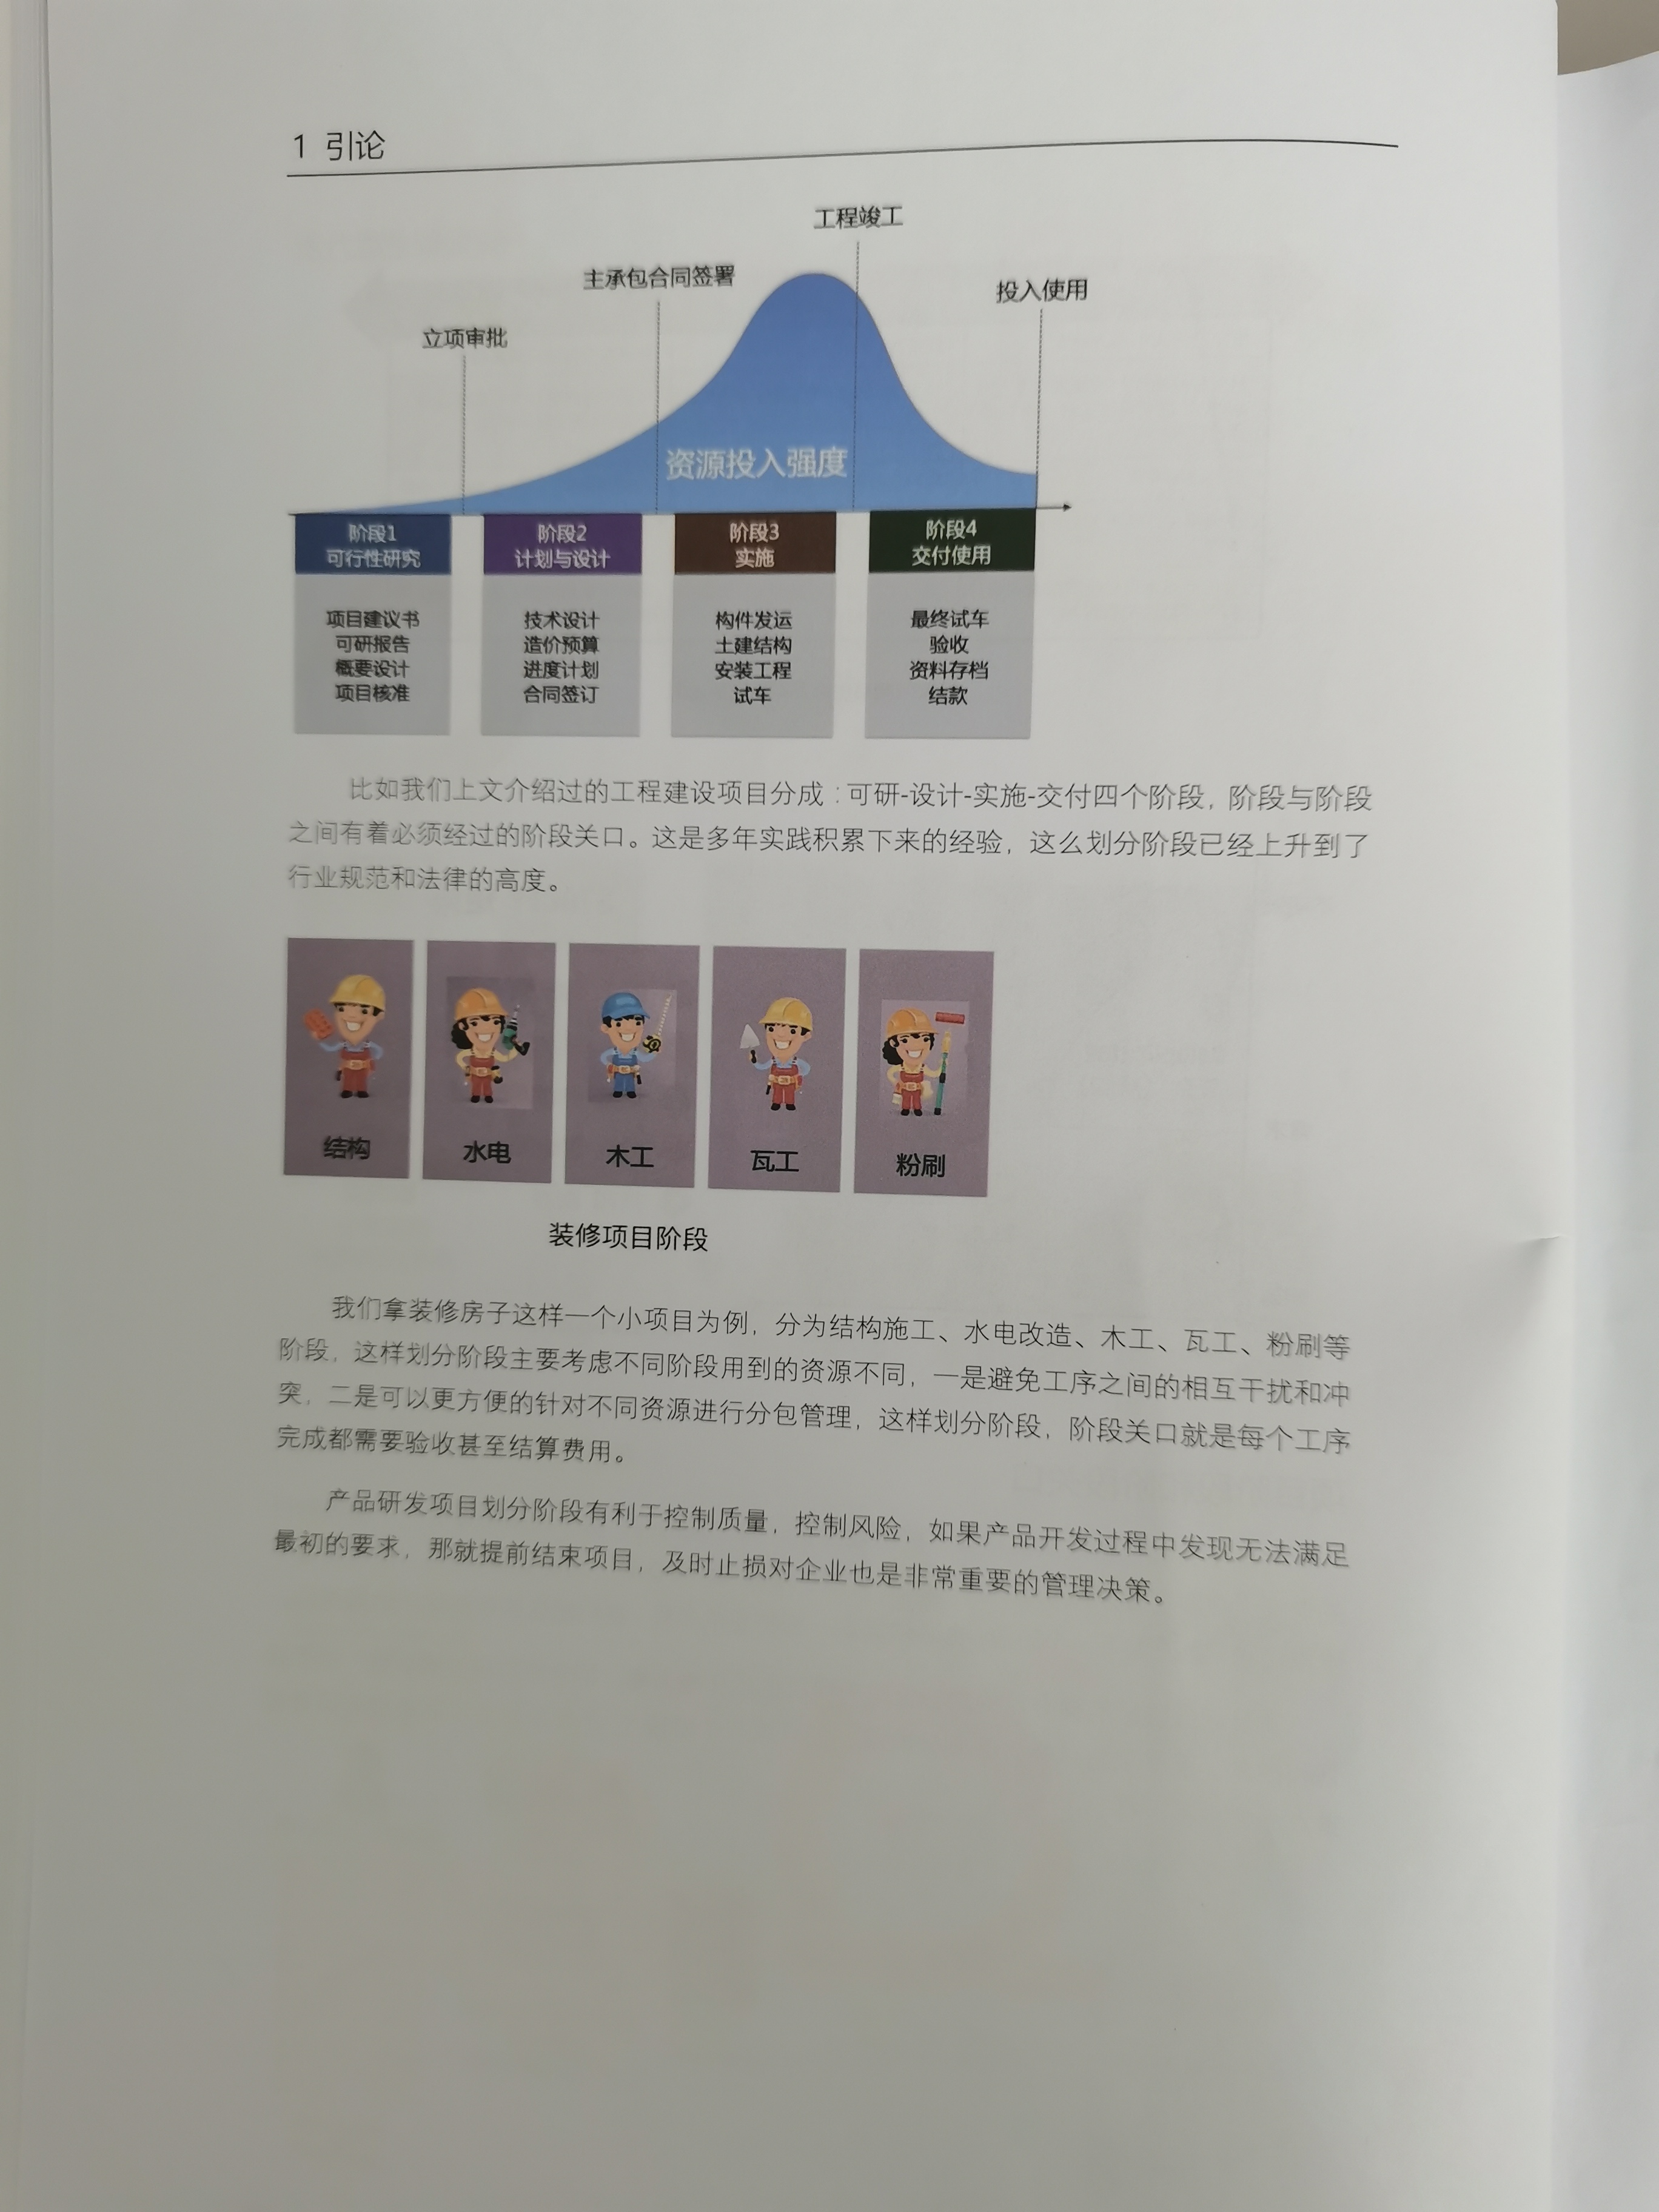 1 引论
工程竣工
主承包合同签署
投入使用
立项审批
资源投入强度
阶段1
可行性研究
项目建议书
可研报告
概要设计
项目核准
阶段2
计划与设计
技术设计
造价预算
进度计划
合同签订
阶段3
实施
构件发运
土建结构
安装工程
试车
阶段4
交付使用
最终试车
验收
资料存档
结款
比如我们上文介绍过的工程建设项目分成：可研-设计-实施-交付四个阶段，阶段与阶段
之间有着必须经过的阶段关口。这是多年实践积累下来的经验，这么划分阶段已经上升到了
行业规范和法律的高度。
结构
水电
木工
瓦工
粉刷
装修项目阶段
我们拿装修房子这样一个小项目为例，分为结构施工、水电改造、木工、瓦工、粉刷等
阶段，这样划分阶段主要考虑不同阶段用到的资源不同，一是避免工序之间的相互干扰和冲
突，二是可以更方便的针对不同资源进行分包管理，这样划分阶段，阶段关口就是每个工序
完成都需要验收甚至结算费用。
产品研发项目划分阶段有利于控制质量，控制风险，如果产品开发过程中发现无法满足
最初的要求，那就提前结束项目，及时止损对企业也是非常重要的管理决策。